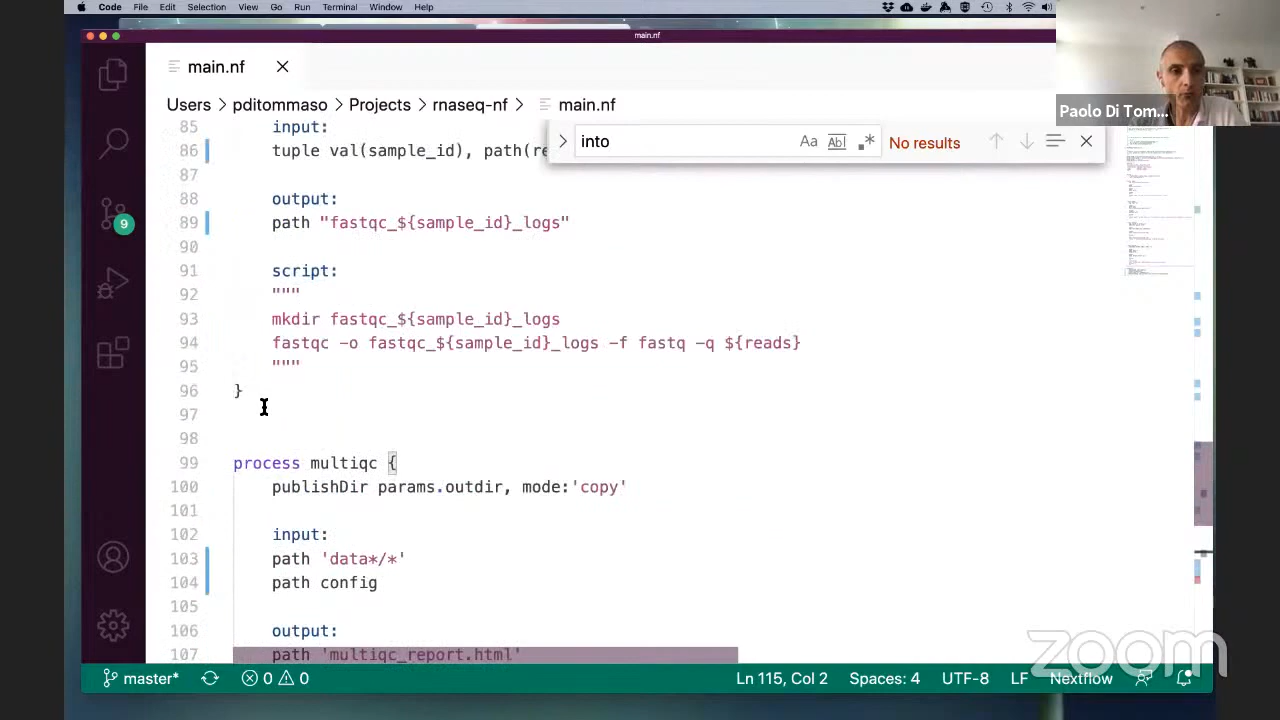 Code File Edit Selection View Go Run Terminal Window Help
main.nf
main.nf
Paolo Di Tom...
Users > pditommaso > Projects > rnaseq-nf > main.nf
into
Aa Abl No results
85 input:
86 tuple val(sample_id), path(re
87
88 output:
89 path "fastqc_${sample_id}_logs"
90
91 script:
92 """
93 mkdir fastqc_${sample_id}_logs
94 fastqc -o fastqc_${sample_id}_logs -f fastq -q ${reads}
95 """
96 }
97
98
99 process multiqc {
100 publishDir params.outdir, mode:'copy'
101
102 input:
103 path 'data*/*'
104 path config
105
106 output:
107 path 'multiqc_report.html'
9
zoom
master* 0 0 Ln 115, Col 2 Spaces: 4 UTF-8 LF Nextflow